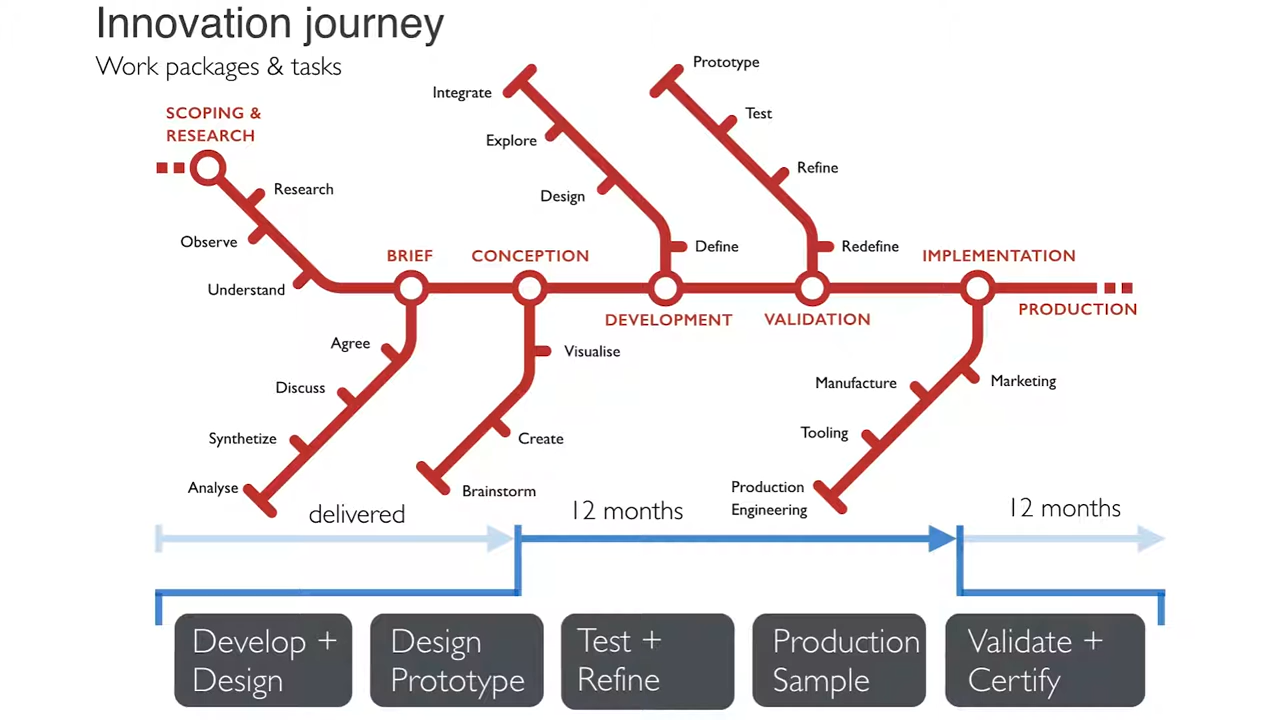 Innovation journey
Work packages & tasks
SCOPING &
RESEARCH
Research
Observe
Understand
BRIEF
Agree
Discuss
Synthetize
Analyse
CONCEPTION
Visualise
Create
Brainstorm
Integrate
Explore
Design
Define
DEVELOPMENT
Prototype
Test
Refine
Redefine
VALIDATION
IMPLEMENTATION
PRODUCTION
Manufacture
Marketing
Tooling
Production
Engineering
delivered
12 months
12 months
Develop +
Design
Design
Prototype
Test +
Refine
Production
Sample
Validate +
Certify